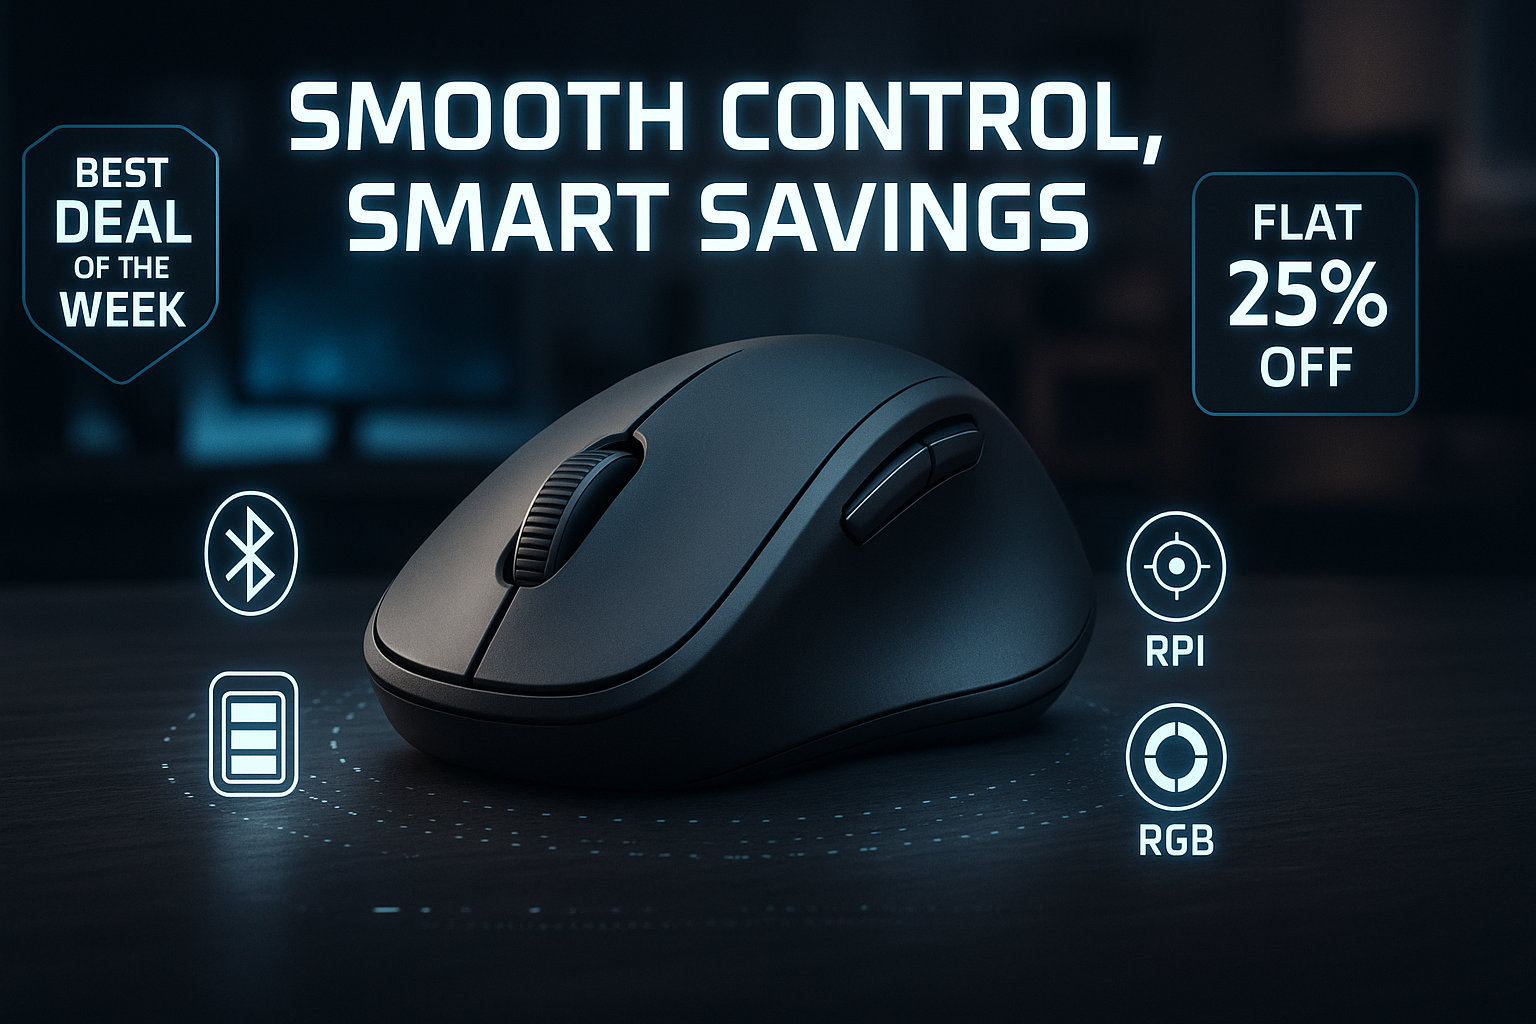 SMOOTH CONTROL,
SMART SAVINGS
BEST
DEAL
OF THE
WEEK
FLAT
25%
OFF
RPI
RGB